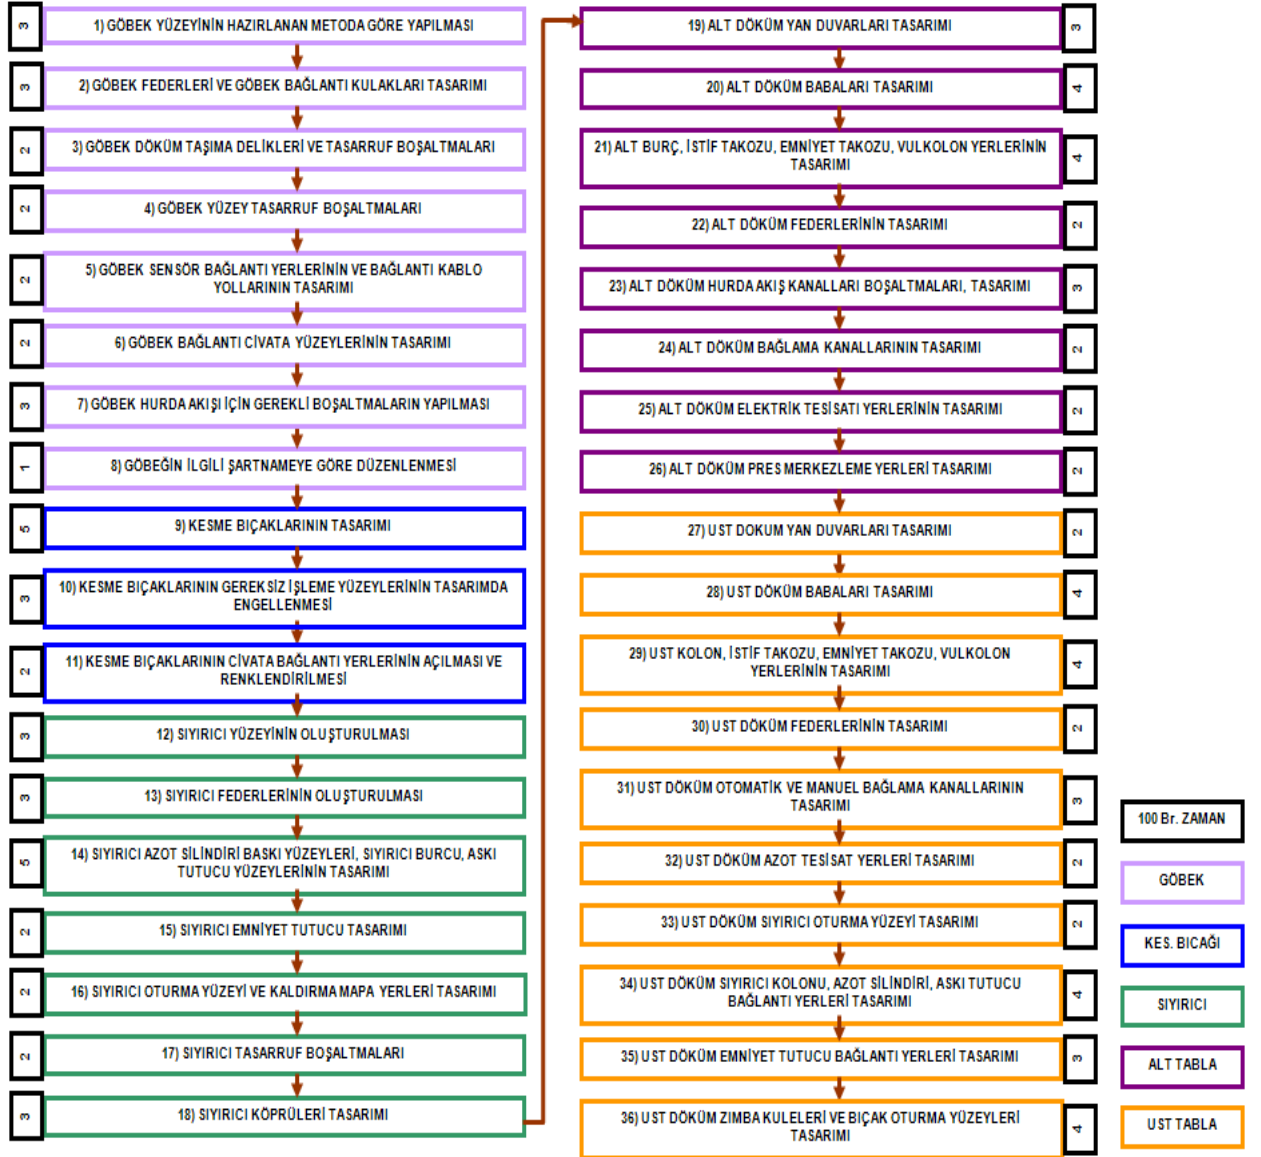 3
1) GÖBEK YÜZEYİNİN HAZIRLANAN METODA GÖRE YAPILMASI
3
2) GÖBEK FEDERLERİ VE GÖBEK BAĞLANTI KULAKLARI TASARIMI
2
3) GÖBEK DÖKÜM TAŞIMA DELİKLERİ VE TASARRUF BOŞALTMALARI
2
4) GÖBEK YÜZEY TASARRUF BOŞALTMALARI
2
5) GÖBEK SENSÖR BAĞLANTI YERLERİNİN VE BAĞLANTI KABLO
YOLLARININ TASARIMI
2
6) GÖBEK BAĞLANTI CİVATA YÜZEYLERİNİN TASARIMI
3
7) GÖBEK HURDA AKIŞI İÇİN GEREKLİ BOŞALTMALARIN YAPILMASI
1
8) GÖBEĞİN İLGİLİ ŞARTNAMEYE GÖRE DÜZENLENMESİ
5
9) KESME BIÇAKLARININ TASARIMI
3
10) KESME BIÇAKLARININ GEREKSİZ İŞLEME YÜZEYLERİNİN TASARIMDA
ENGELLENMESİ
2
11) KESME BIÇAKLARININ CİVATA BAĞLANTI YERLERİNİN AÇILMASI VE
RENKLENDİRİLMESİ
3
12) SIYIRICI YÜZEYİNİN OLUŞTURULMASI
3
13) SIYIRICI FEDERLERİNİN OLUŞTURULMASI
5
14) SIYIRICI AZOT SİLİNDİRİ BASKI YÜZEYLERİ, SIYIRICI BURCU, ASKI
TUTUCU YÜZEYLERİNİN TASARIMI
2
15) SIYIRICI EMNİYET TUTUCU TASARIMI
2
16) SIYIRICI OTURMA YÜZEYİ VE KALDIRMA MAPA YERLERİ TASARIMI
2
17) SIYIRICI TASARRUF BOŞALTMALARI
3
18) SIYIRICI KÖPRÜLERİ TASARIMI
19) ALT DÖKÜM YAN DUVARLARI TASARIMI
3
20) ALT DÖKÜM BABALARI TASARIMI
4
21) ALT BURÇ, İSTİF TAKOZU, EMNİYET TAKOZU, VULKOLON YERLERİNİN
TASARIMI
4
22) ALT DÖKÜM FEDERLERİNİN TASARIMI
2
23) ALT DÖKÜM HURDA AKIŞ KANALLARI BOŞALTMALARI, TASARIMI
3
24) ALT DÖKÜM BAĞLAMA KANALLARININ TASARIMI
2
25) ALT DÖKÜM ELEKTRİK TESİSATI YERLERİNİN TASARIMI
2
26) ALT DÖKÜM PRES MERKEZLEME YERLERİ TASARIMI
2
27) UST DOKUM YAN DUVARLARI TASARIMI
2
28) UST DÖKÜM BABALARI TASARIMI
4
29) UST KOLON, İSTİF TAKOZU, EMNİYET TAKOZU, VULKOLON
YERLERİNİN TASARIMI
4
30) UST DÖKÜM FEDERLERİNİN TASARIMI
2
31) UST DÖKÜM OTOMATİK VE MANUEL BAĞLAMA KANALLARININ
TASARIMI
3
32) UST DÖKÜM AZOT TESİSAT YERLERİ TASARIMI
2
33) UST DÖKÜM SIYIRICI OTURMA YÜZEYİ TASARIMI
2
34) UST DÖKÜM SIYIRICI KOLONU, AZOT SİLİNDİRİ, ASKI TUTUCU
BAĞLANTI YERLERİ TASARIMI
4
35) UST DÖKÜM EMNİYET TUTUCU BAĞLANTI YERLERİ TASARIMI
3
36) UST DÖKÜM ZIMBA KULELERİ VE BIÇAK OTURMA YÜZEYLERİ
TASARIMI
4
100 Br. ZAMAN
GÖBEK
KES. BICAĞI
SIYIRICI
ALT TABLA
UST TABLA